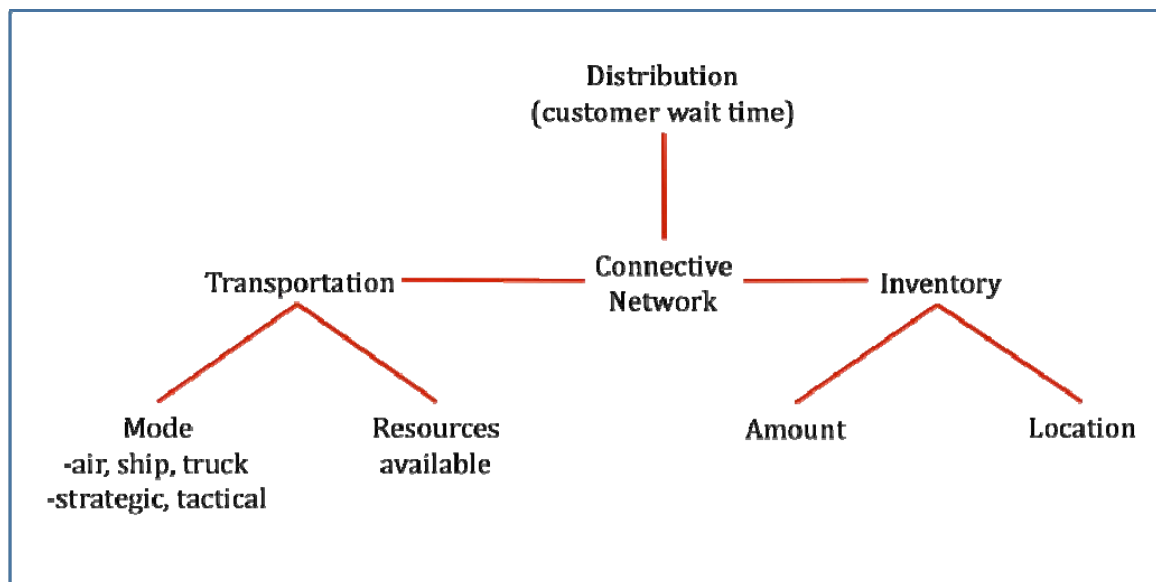 Distribution
(customer wait time)
Transportation
Connective
Network
Inventory
Mode
-air, ship, truck
-strategic, tactical
Resources
available
Amount
Location